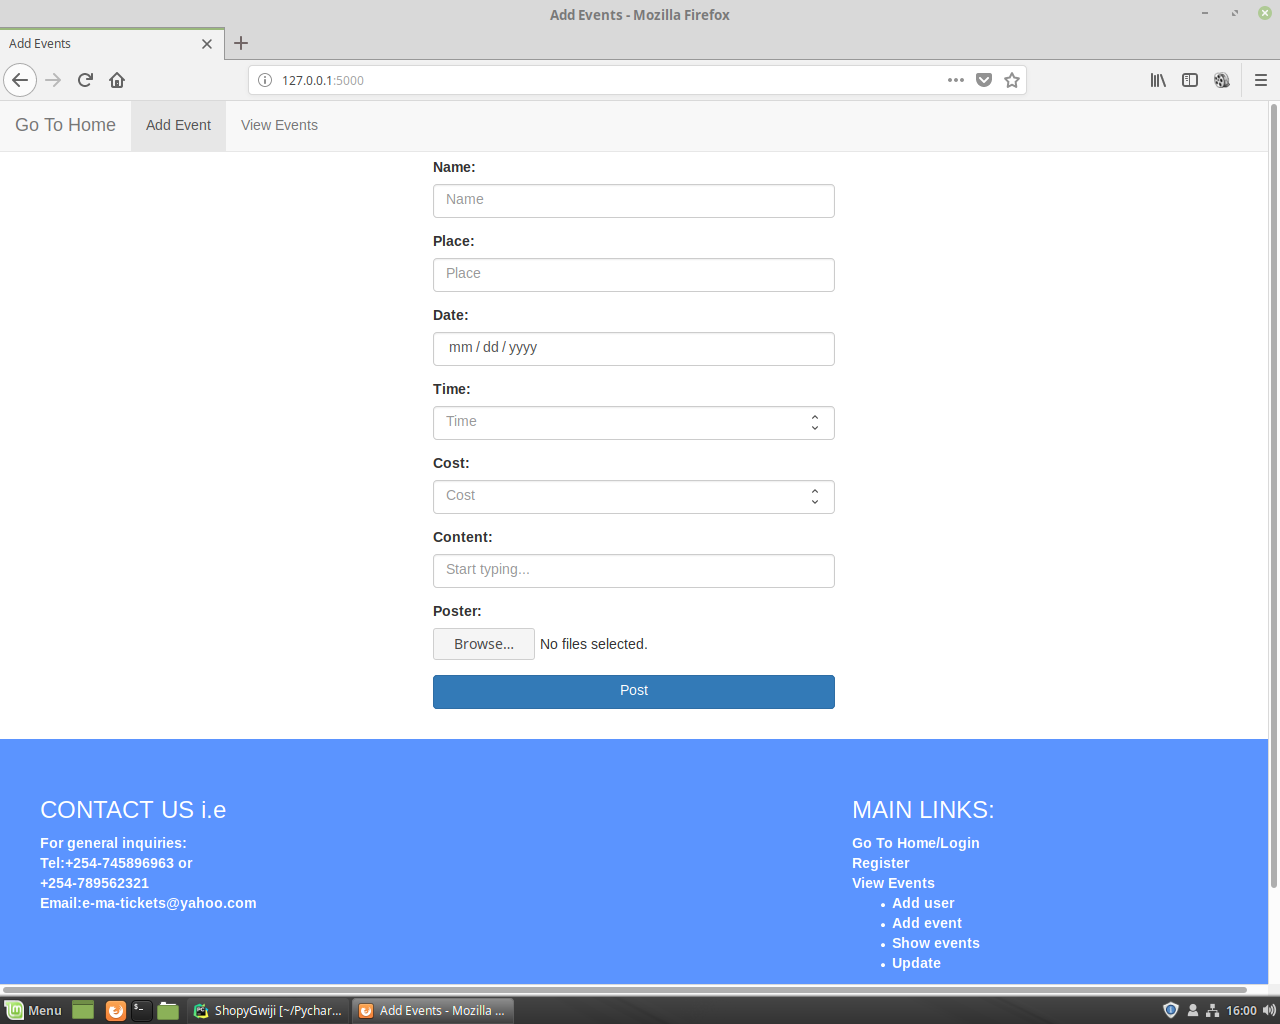 Add Events - Mozilla Firefox
Add Events
127.0.0.1:5000
Go To Home Add Event View Events
Name:
Name
Place:
Place
Date:
mm / dd / yyyy
Time:
Time
Cost:
Cost
Content:
Start typing...
Poster:
Browse... No files selected.
Post
CONTACT US i.e
For general inquiries:
Tel:+254-745896963 or
+254-789562321
Email:e-ma-tickets@yahoo.com
MAIN LINKS:
Go To Home/Login
Register
View Events
Add user
Add event
Show events
Update
Menu ShopyGwiji [~/Pychar... Add Events - Mozilla ... 16:00